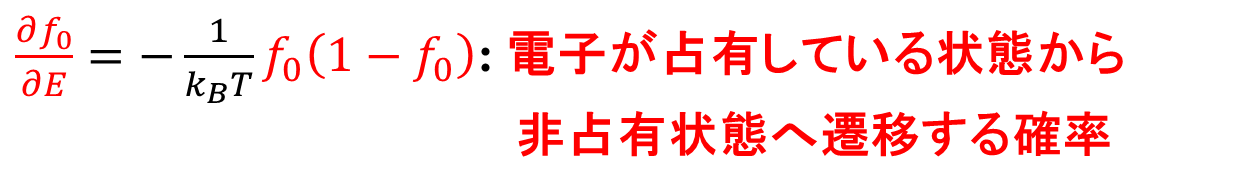 ∂f₀/∂E = −1/(k_B T) f₀(1 − f₀): 電子が占有している状態から
非占有状態へ遷移する確率